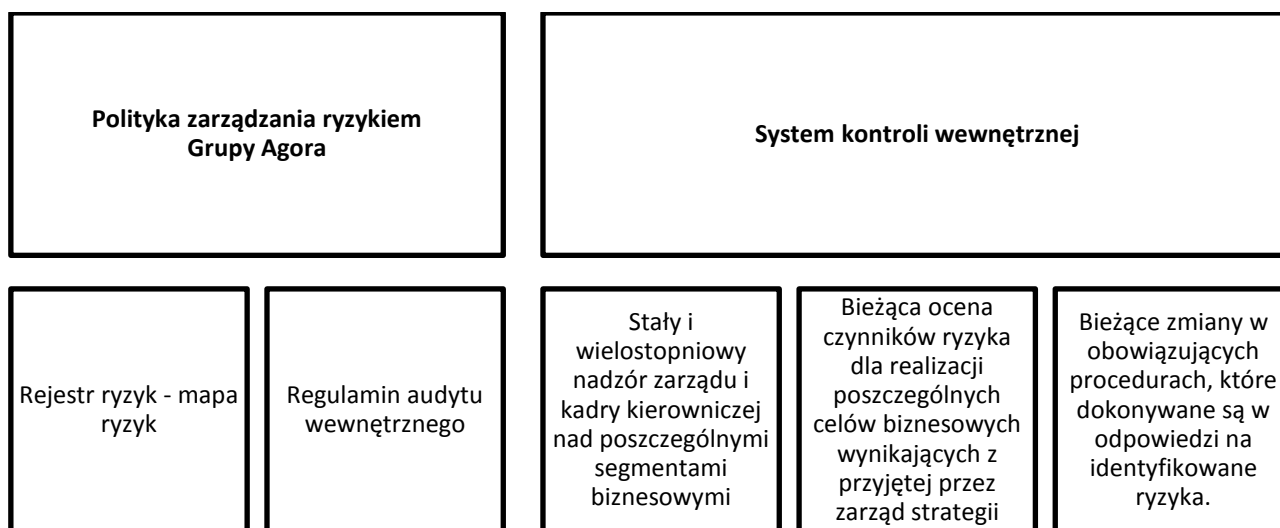 Polityka zarządzania ryzykiem
Grupy Agora
System kontroli wewnętrznej
Rejestr ryzyk - mapa
ryzyk
Regulamin audytu
wewnętrznego
Stały i
wielostopniowy
nadzór zarządu i
kadry kierowniczej
nad poszczególnymi
segmentami
biznesowymi
Bieżąca ocena
czynników ryzyka
dla realizacji
poszczególnych
celów biznesowych
wynikających z
przyjętej przez
zarząd strategii
Bieżące zmiany w
obowiązujących
procedurach, które
dokonywane są w
odpowiedzi na
identyfikowane
ryzyka.